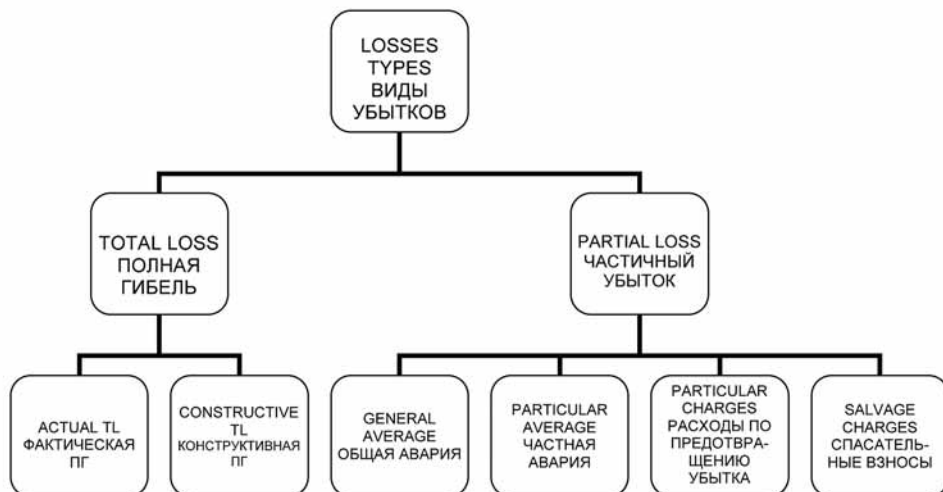 LOSSES
TYPES
ВИДЫ
УБЫТКОВ
TOTAL LOSS
ПОЛНАЯ
ГИБЕЛЬ
PARTIAL LOSS
ЧАСТИЧНЫЙ
УБЫТОК
ACTUAL TL
ФАКТИЧЕСКАЯ
ПГ
CONSTRUCTIVE
TL
КОНСТРУКТИВНАЯ
ПГ
GENERAL
AVERAGE
ОБЩАЯ АВАРИЯ
PARTICULAR
AVERAGE
ЧАСТНАЯ
АВАРИЯ
PARTICULAR
CHARGES
РАСХОДЫ ПО
ПРЕДОТВРА-
ЩЕНИЮ
УБЫТКА
SALVAGE
CHARGES
СПАСАТЕЛЬ-
НЫЕ ВЗНОСЫ